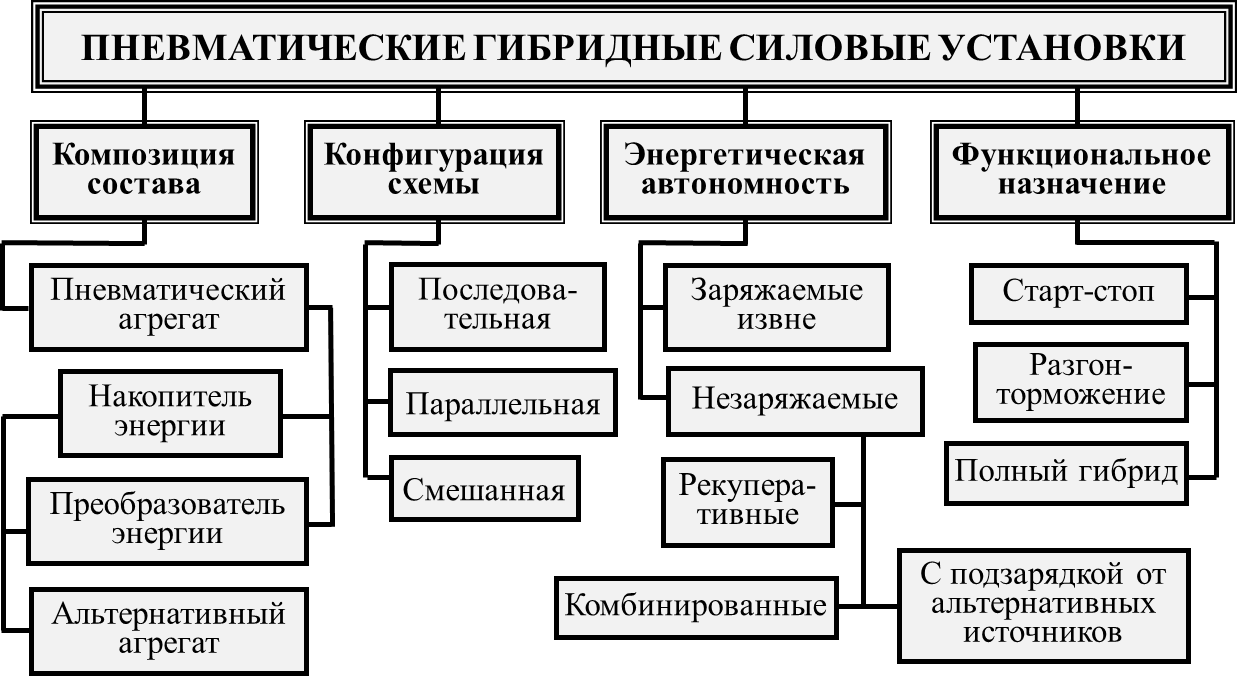 ПНЕВМАТИЧЕСКИЕ ГИБРИДНЫЕ СИЛОВЫЕ УСТАНОВКИ
Композиция
состава
Пневматический
агрегат
Накопитель
энергии
Преобразователь
энергии
Альтернативный
агрегат
Конфигурация
схемы
Последова-
тельная
Параллельная
Смешанная
Энергетическая
автономность
Заряжаемые
извне
Незаряжаемые
Рекупера-
тивные
Комбинированные
С подзарядкой от
альтернативных
источников
Функциональное
назначение
Старт-стоп
Разгон-
торможение
Полный гибрид